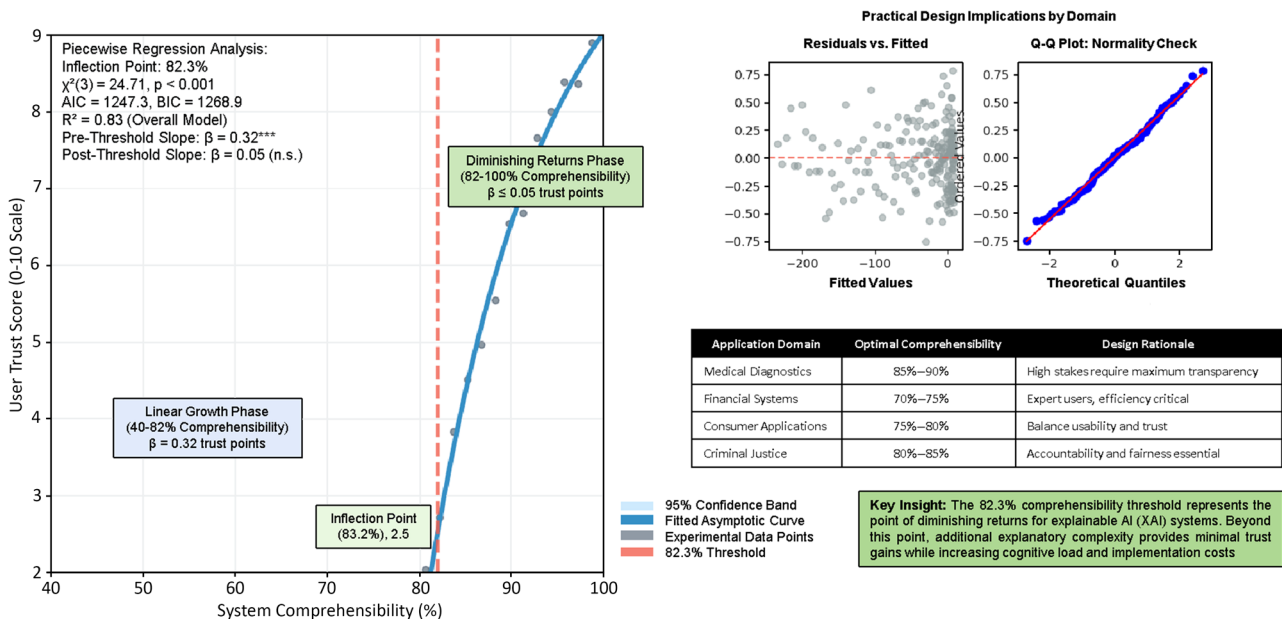 Piecewise Regression Analysis:
Inflection Point: 82.3%
χ²(3) = 24.71, p < 0.001
AIC = 1247.3, BIC = 1268.9
R² = 0.83 (Overall Model)
Pre-Threshold Slope: β = 0.32***
Post-Threshold Slope: β = 0.05 (n.s.)
Diminishing Returns Phase
(82-100% Comprehensibility)
β ≤ 0.05 trust points
Linear Growth Phase
(40-82% Comprehensibility)
β = 0.32 trust points
Inflection Point
(83.2%), 2.5
User Trust Score (0-10 Scale)
9
8
7
6
5
4
3
2
40
50
60
70
80
90
100
System Comprehensibility (%)
95% Confidence Band
Fitted Asymptotic Curve
Experimental Data Points
82.3% Threshold
Practical Design Implications by Domain
Residuals vs. Fitted
0.75
0.50
0.25
0.00
−0.25
−0.50
−0.75
−200
−100
0
Fitted Values
Q-Q Plot: Normality Check
Ordered Values
0.75
0.50
0.25
0.00
−0.25
−0.50
−0.75
−2
0
2
Theoretical Quantiles
Application Domain Optimal Comprehensibility Design Rationale
Medical Diagnostics 85%–90% High stakes require maximum transparency
Financial Systems 70%–75% Expert users, efficiency critical
Consumer Applications 75%–80% Balance usability and trust
Criminal Justice 80%–85% Accountability and fairness essential
Key Insight: The 82.3% comprehensibility threshold represents the
point of diminishing returns for explainable AI (XAI) systems. Beyond
this point, additional explanatory complexity provides minimal trust
gains while increasing cognitive load and implementation costs